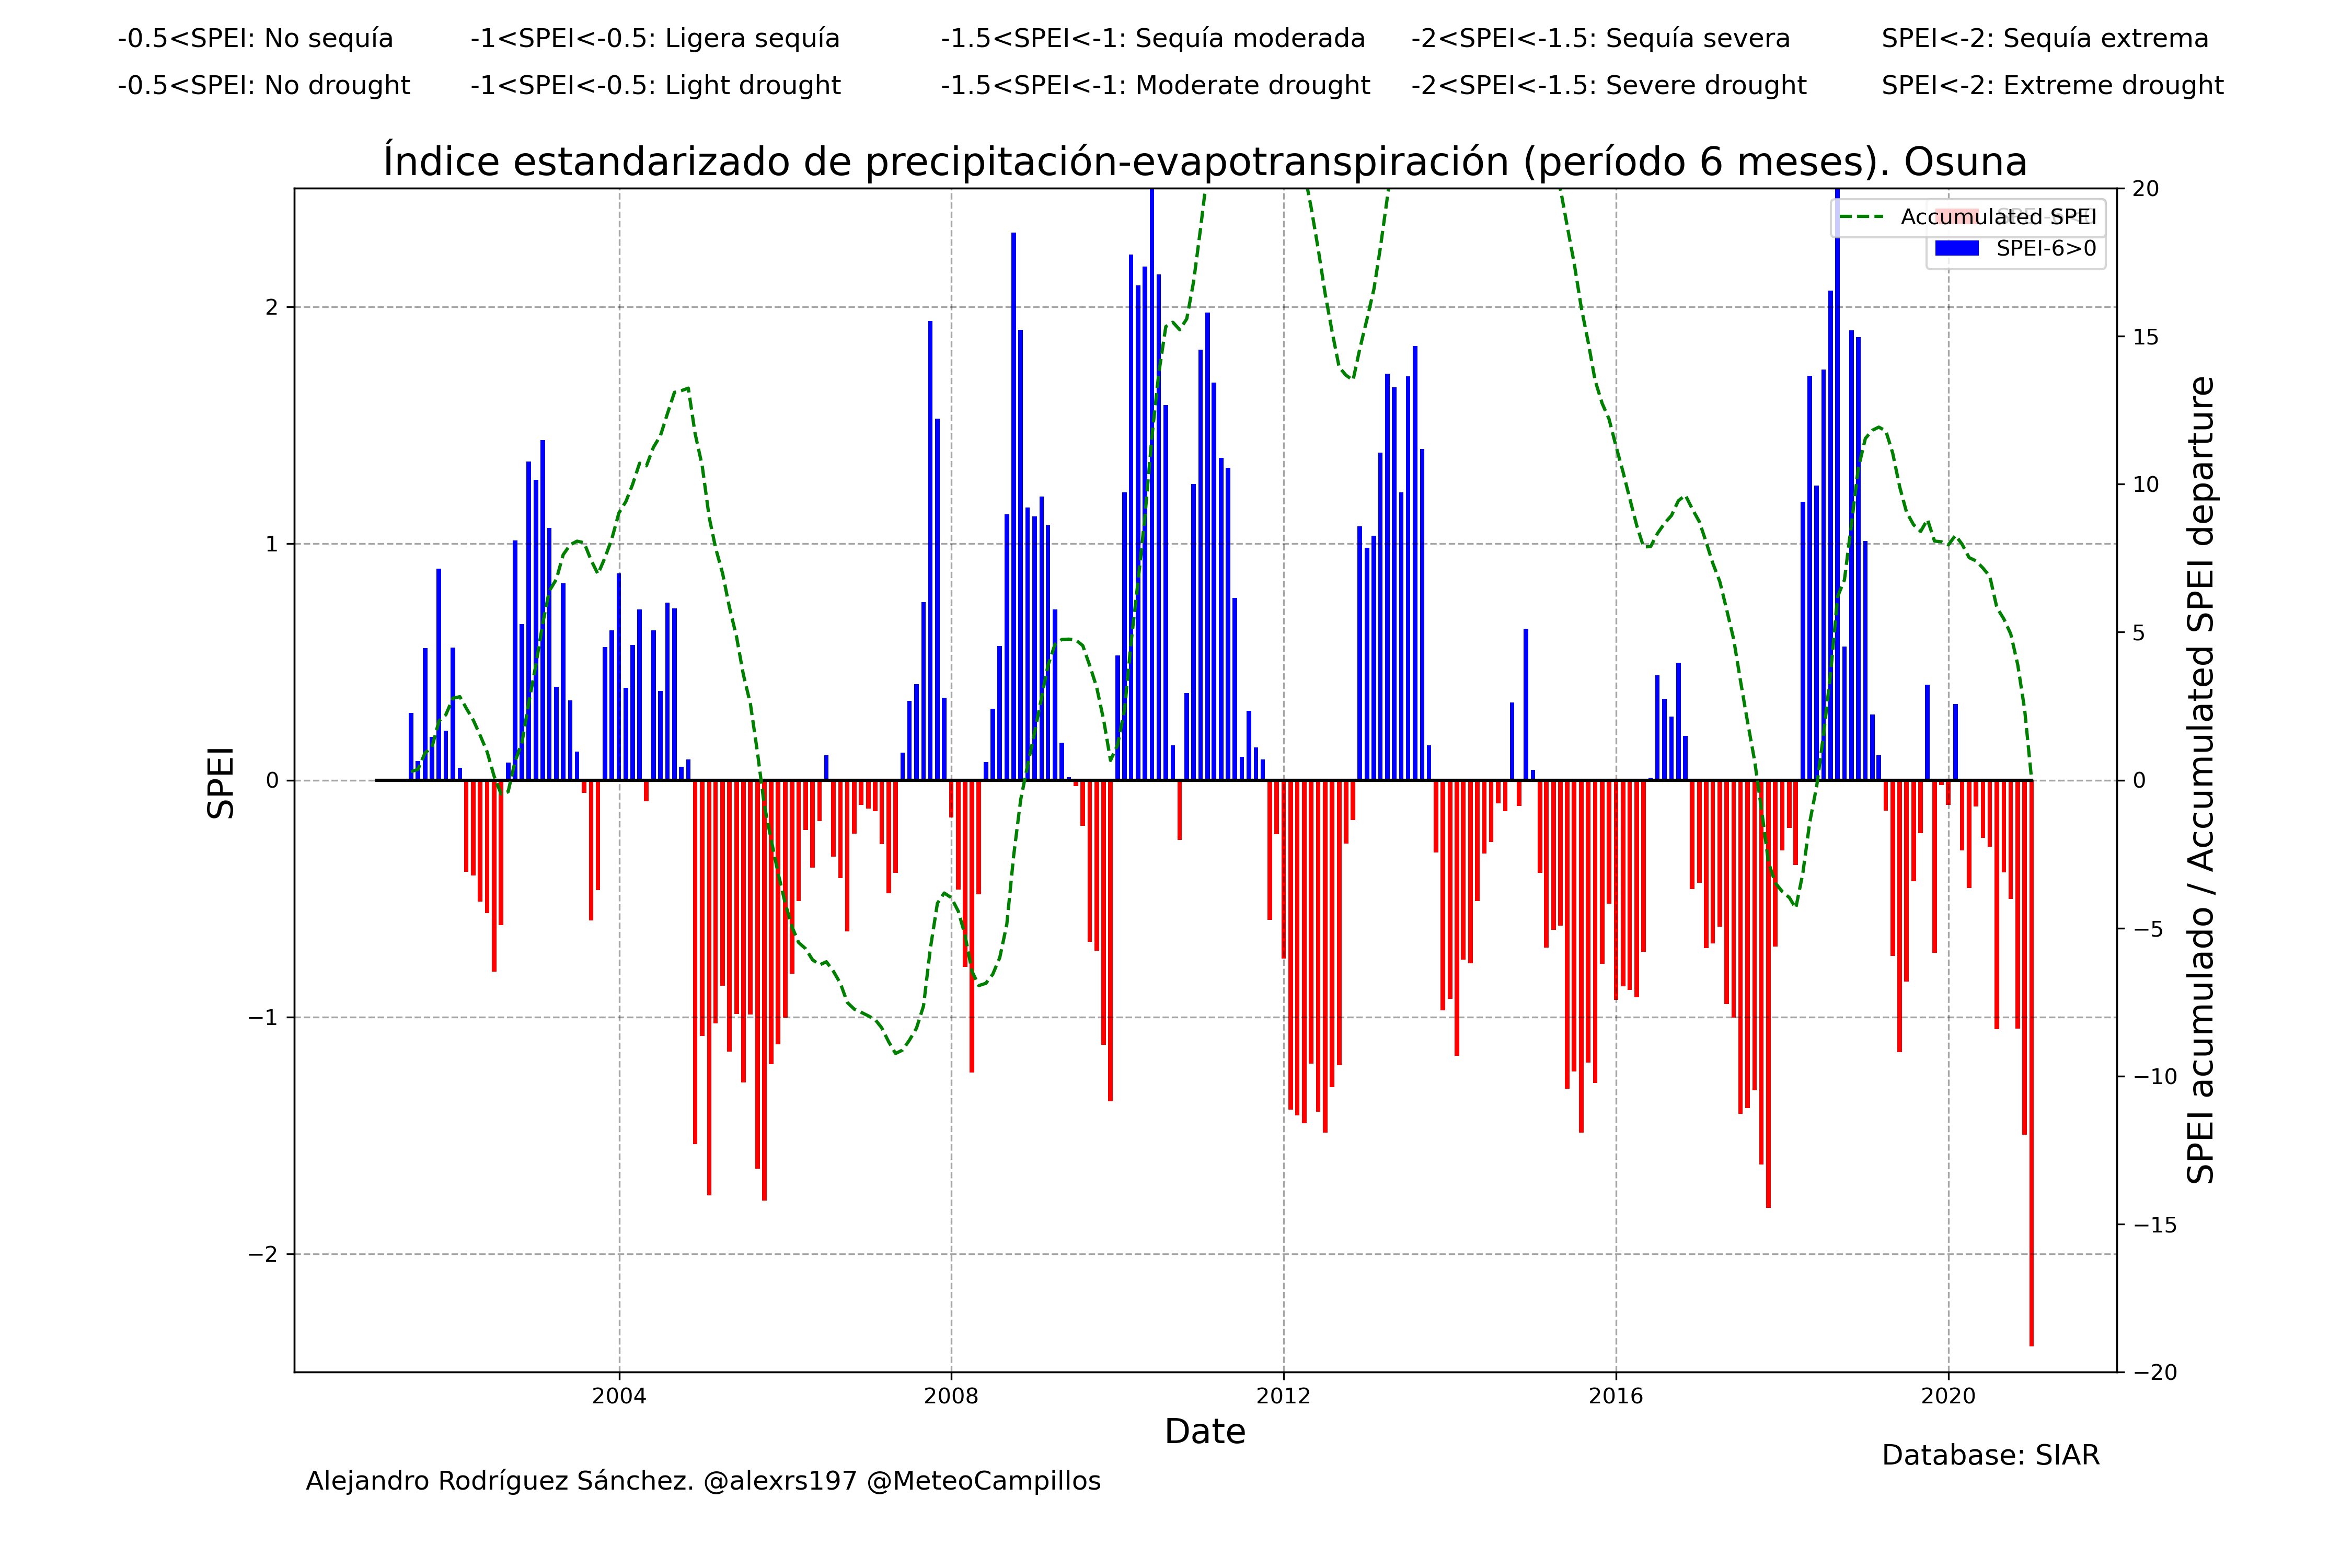 -0.5<SPEI: No sequía -1<SPEI<-0.5: Ligera sequía -1.5<SPEI<-1: Sequía moderada -2<SPEI<-1.5: Sequía severa SPEI<-2: Sequía extrema
-0.5<SPEI: No drought -1<SPEI<-0.5: Light drought -1.5<SPEI<-1: Moderate drought -2<SPEI<-1.5: Severe drought SPEI<-2: Extreme drought
Índice estandarizado de precipitación-evapotranspiración (período 6 meses). Osuna
Accumulated SPEI
SPEI-6>0
SPEI
2
1
0
−1
−2
20
15
10
5
0
−5
−10
−15
−20
SPEI acumulado / Accumulated SPEI departure
2004 2008 2012 2016 2020
Date
Database: SIAR
Alejandro Rodríguez Sánchez. @alexrs197 @MeteoCampillos